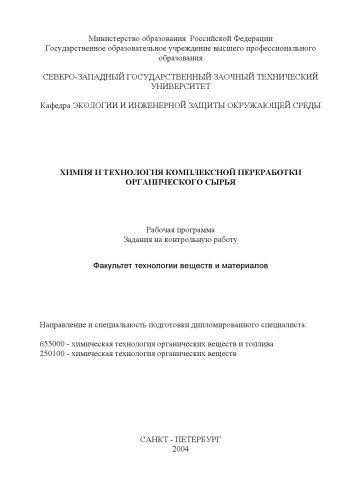 Министерство образования Российской Федерации
Государственное образовательное учреждение высшего профессионального
образования
СЕВЕРО-ЗАПАДНЫЙ ГОСУДАРСТВЕННЫЙ ЗАОЧНЫЙ ТЕХНИЧЕСКИЙ
УНИВЕРСИТЕТ
Кафедра ЭКОЛОГИИ И ИНЖЕНЕРНОЙ ЗАЩИТЫ ОКРУЖАЮЩЕЙ СРЕДЫ
ХИМИЯ И ТЕХНОЛОГИЯ КОМПЛЕКСНОЙ ПЕРЕРАБОТКИ
ОРГАНИЧЕСКОГО СЫРЬЯ
Рабочая программа
Задания на контрольную работу
Факультет технологии веществ и материалов
Направление и специальность подготовки дипломированного специалиста:
655000 - химическая технология органических веществ и топлива
250100 - химическая технология органических веществ
САНКТ - ПЕТЕРБУРГ
2004